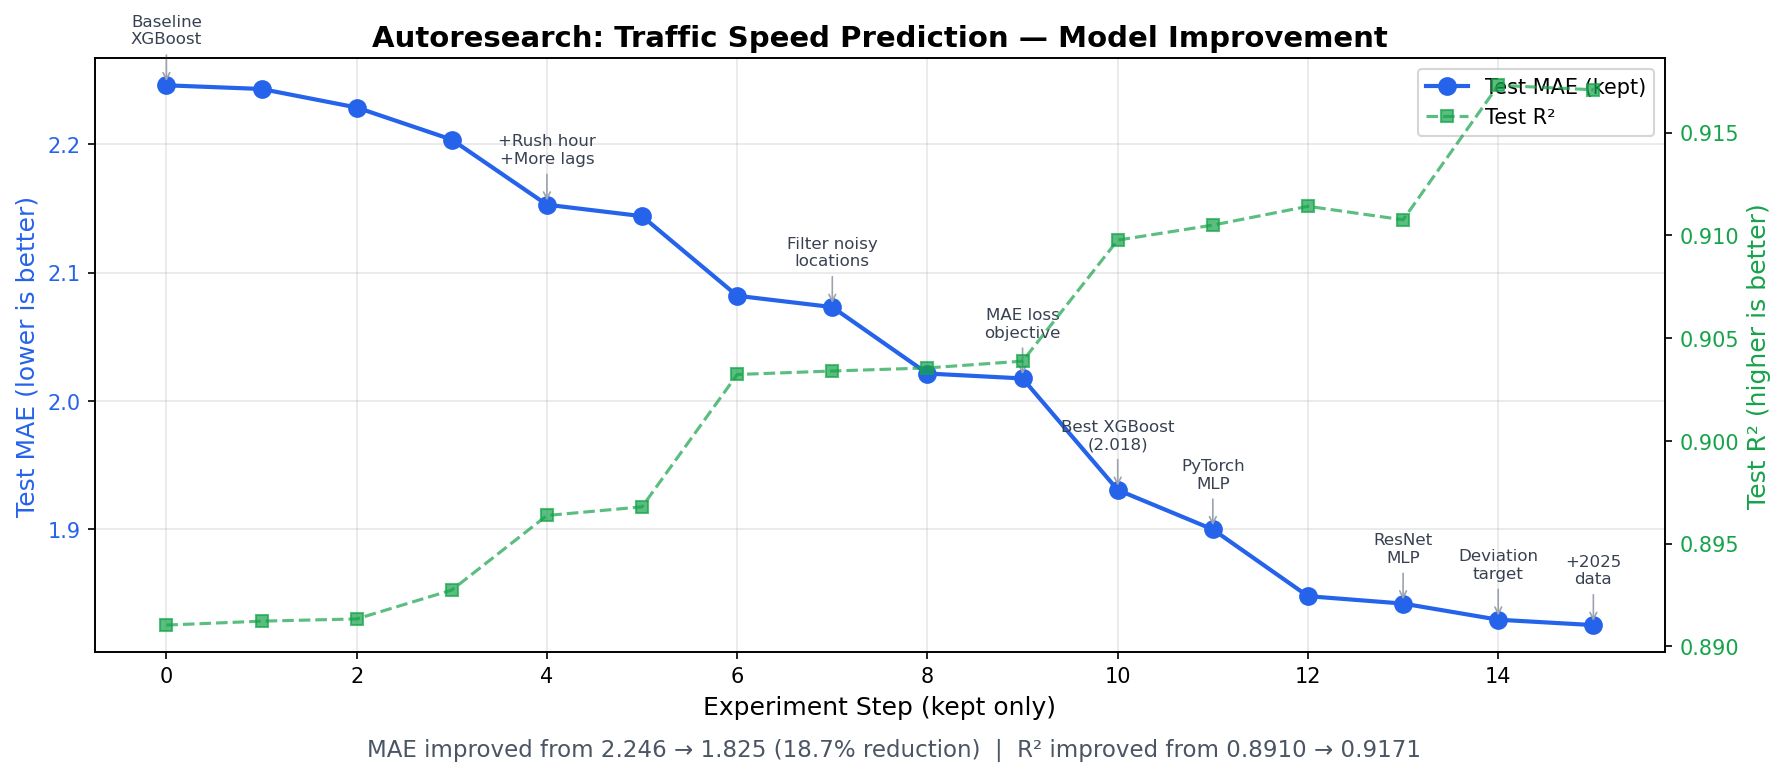 Baseline
XGBoost
Autoresearch: Traffic Speed Prediction — Model Improvement
Test MAE (kept)
Test R²
+Rush hour
+More lags
Filter noisy
locations
MAE loss
objective
Best XGBoost
(2.018)
PyTorch
MLP
ResNet
MLP
Deviation
target
+2025
data
Test MAE (lower is better)
2.2
2.1
2.0
1.9
Test R² (higher is better)
0.915
0.910
0.905
0.900
0.895
0.890
0 2 4 6 8 10 12 14
Experiment Step (kept only)
MAE improved from 2.246 → 1.825 (18.7% reduction) | R² improved from 0.8910 → 0.9171